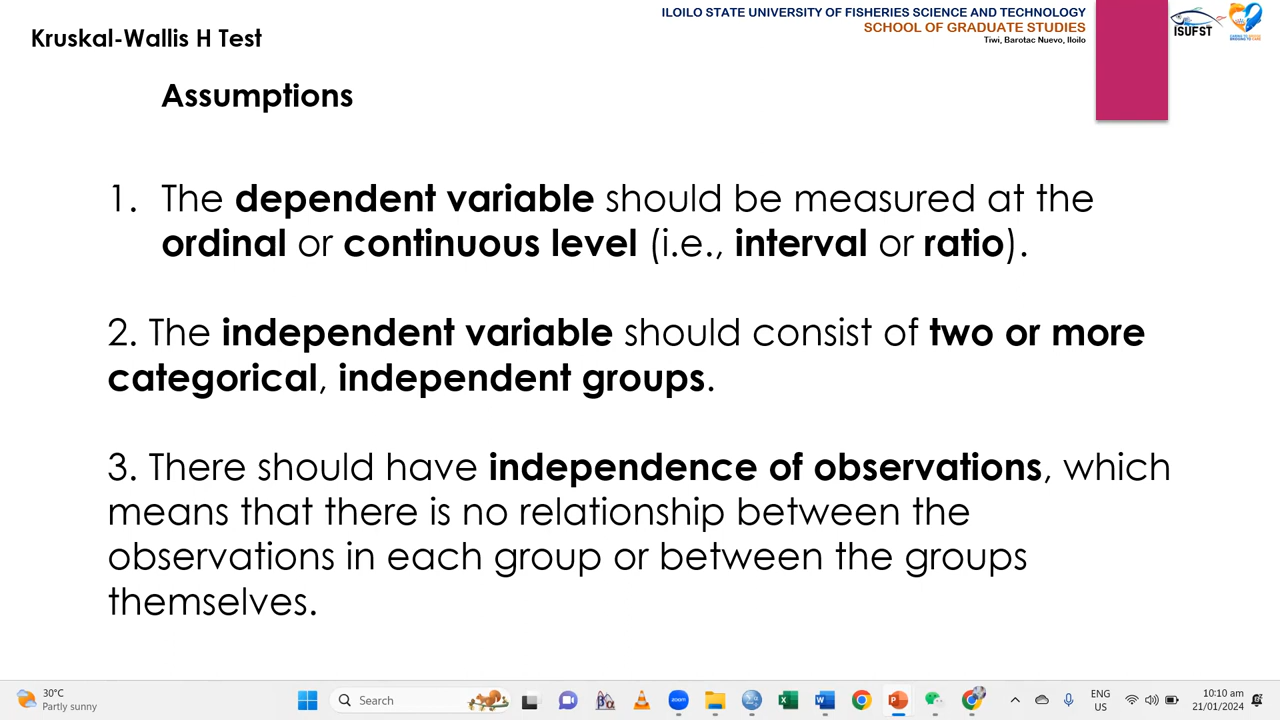 ILOILO STATE UNIVERSITY OF FISHERIES SCIENCE AND TECHNOLOGY
SCHOOL OF GRADUATE STUDIES
Tiwi, Barotac Nuevo, Iloilo
ISUFST
Kruskal-Wallis H Test
Assumptions
1. The dependent variable should be measured at the
ordinal or continuous level (i.e., interval or ratio).
2. The independent variable should consist of two or more
categorical, independent groups.
3. There should have independence of observations, which
means that there is no relationship between the
observations in each group or between the groups
themselves.
30°C
Partly sunny
Search
βα
zoom
ENG
US
10:10 am
21/01/2024